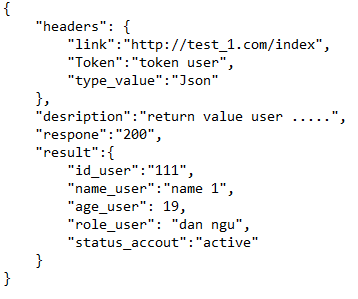 {
    "headers": {
        "link":"http://test_1.com/index",
        "Token":"token user",
        "type_value":"Json"
    },
    "desription":"return value user .....",
    "respone":"200",
    "result":{
        "id_user":"111",
        "name_user":"name 1",
        "age_user": 19,
        "role_user": "dan ngu",
        "status_accout":"active"
    }
}